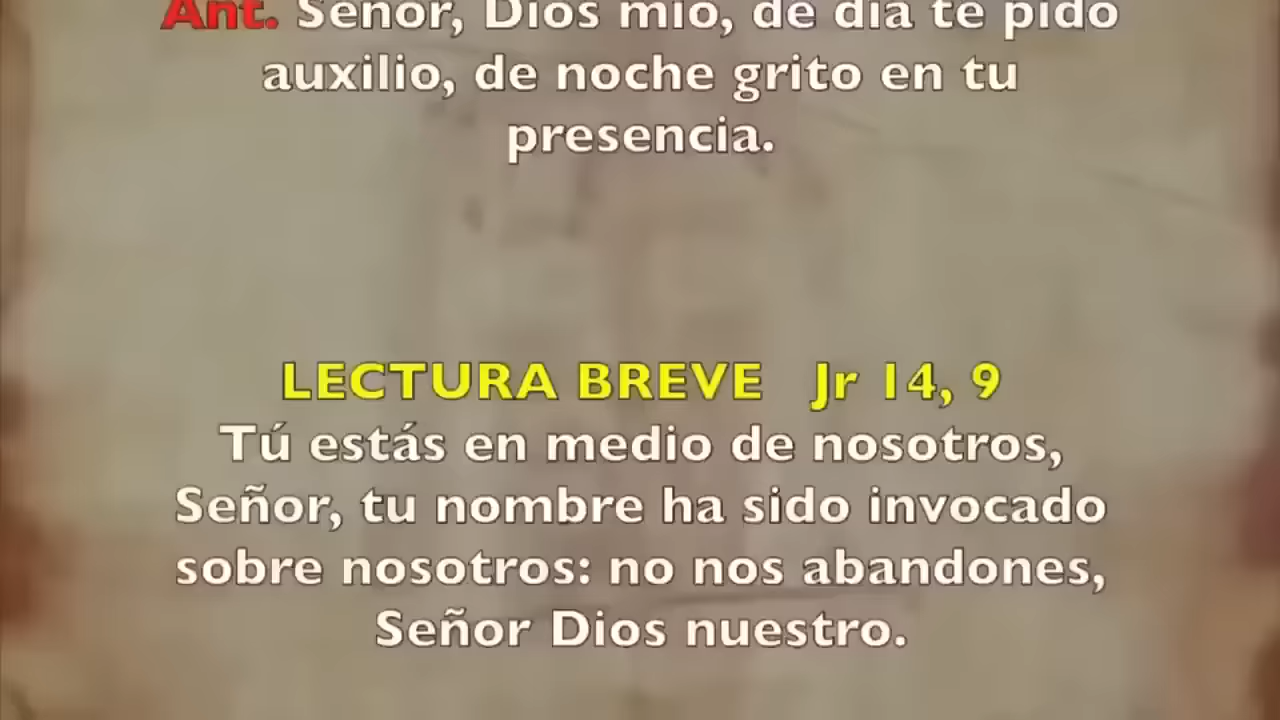 Ant. Señor, Dios mío, de día te pido
auxilio, de noche grito en tu
presencia.
LECTURA BREVE Jr 14, 9
Tú estás en medio de nosotros,
Señor, tu nombre ha sido invocado
sobre nosotros: no nos abandones,
Señor Dios nuestro.